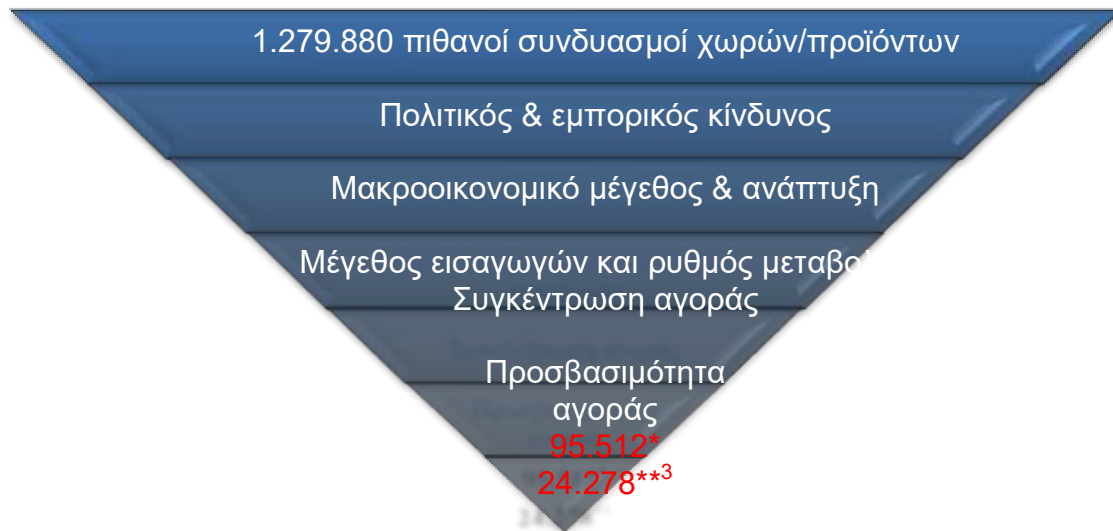 1.279.880 πιθανοί συνδυασμοί χωρών/προϊόντων
Πολιτικός & εμπορικός κίνδυνος
Μακροοικονομικό μέγεθος & ανάπτυξη
Μέγεθος εισαγωγών και ρυθμός
Συγκέντρωση αγοράς
Προσβασιμότητα
αγοράς
95.512*
24.278**³